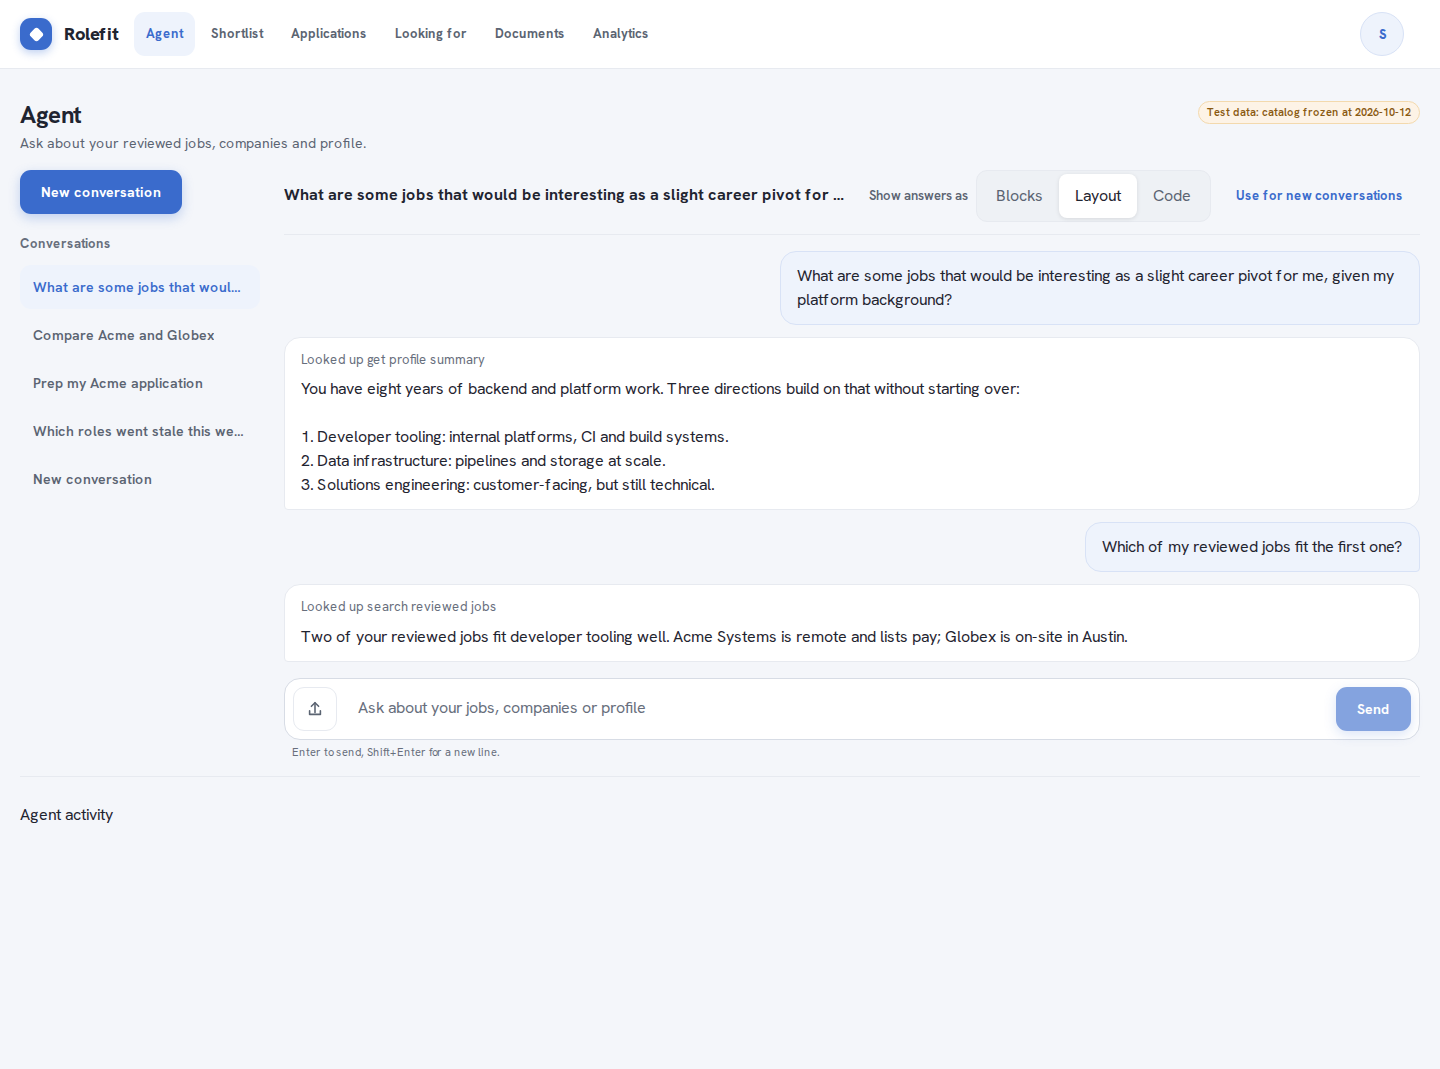 Rolefit
Agent
Shortlist
Applications
Looking for
Documents
Analytics
S
Agent
Ask about your reviewed jobs, companies and profile.
Test data: catalog frozen at 2026-10-12
New conversation
Conversations
What are some jobs that woul...
Compare Acme and Globex
Prep my Acme application
Which roles went stale this we...
New conversation
What are some jobs that would be interesting as a slight career pivot for ...
Show answers as
Blocks
Layout
Code
Use for new conversations
What are some jobs that would be interesting as a slight career pivot for me, given my
platform background?
Looked up get profile summary
You have eight years of backend and platform work. Three directions build on that without starting over:
1. Developer tooling: internal platforms, CI and build systems.
2. Data infrastructure: pipelines and storage at scale.
3. Solutions engineering: customer-facing, but still technical.
Which of my reviewed jobs fit the first one?
Looked up search reviewed jobs
Two of your reviewed jobs fit developer tooling well. Acme Systems is remote and lists pay; Globex is on-site in Austin.
Ask about your jobs, companies or profile
Send
Enter to send, Shift+Enter for a new line.
Agent activity